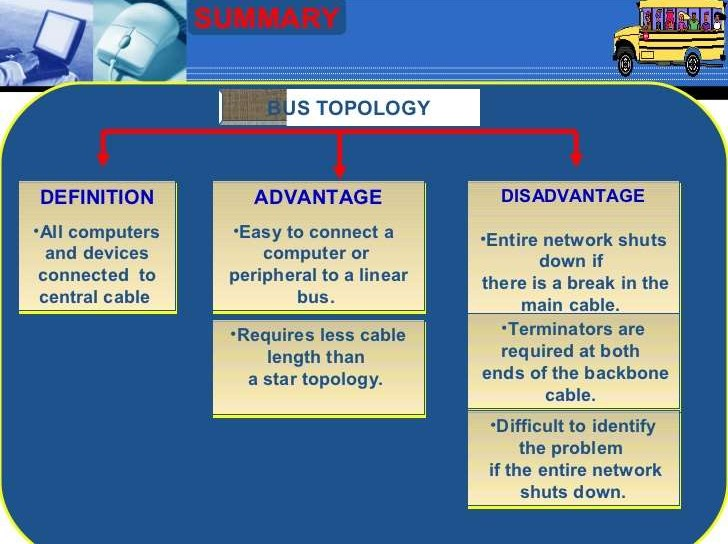 SUMMARY
BUS TOPOLOGY
DEFINITION
•All computers
and devices
connected to
central cable
ADVANTAGE
•Easy to connect a
computer or
peripheral to a linear
bus.
•Requires less cable
length than
a star topology.
DISADVANTAGE
•Entire network shuts
down if
there is a break in the
main cable.
•Terminators are
required at both
ends of the backbone
cable.
•Difficult to identify
the problem
if the entire network
shuts down.